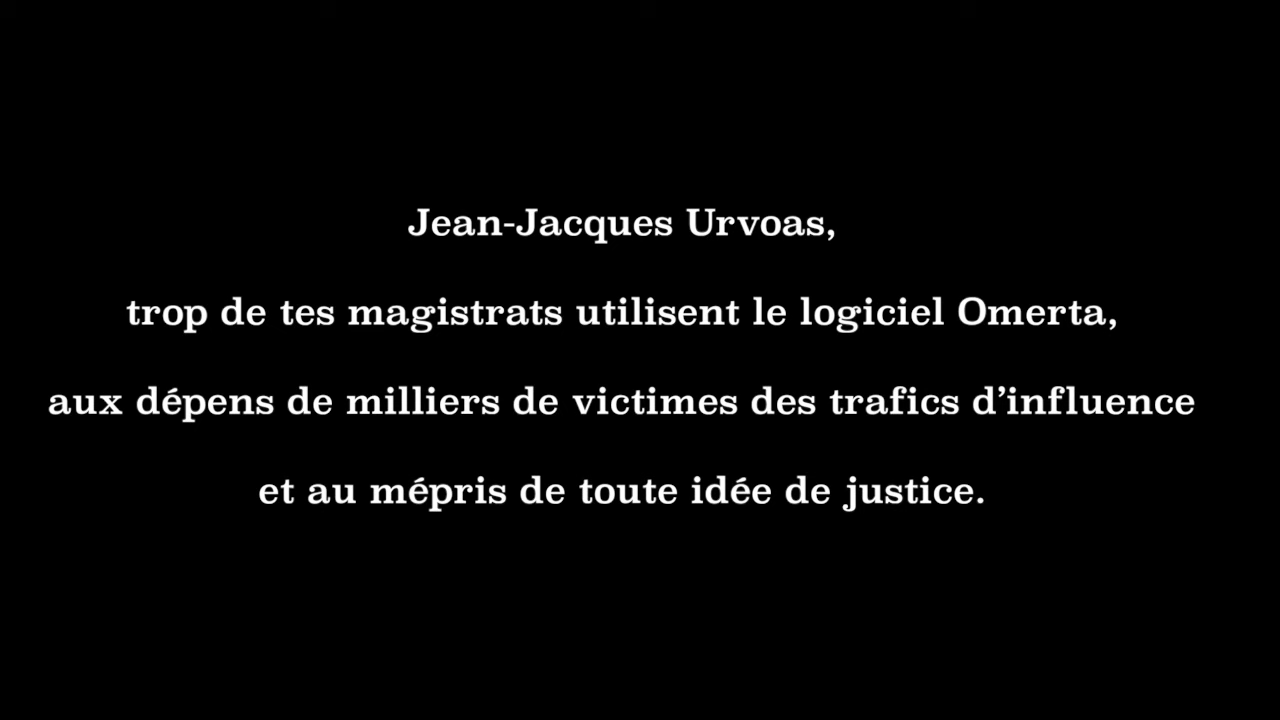 Jean-Jacques Urvoas,
trop de tes magistrats utilisent le logiciel Omerta,
aux dépens de milliers de victimes des trafics d’influence
et au mépris de toute idée de justice.